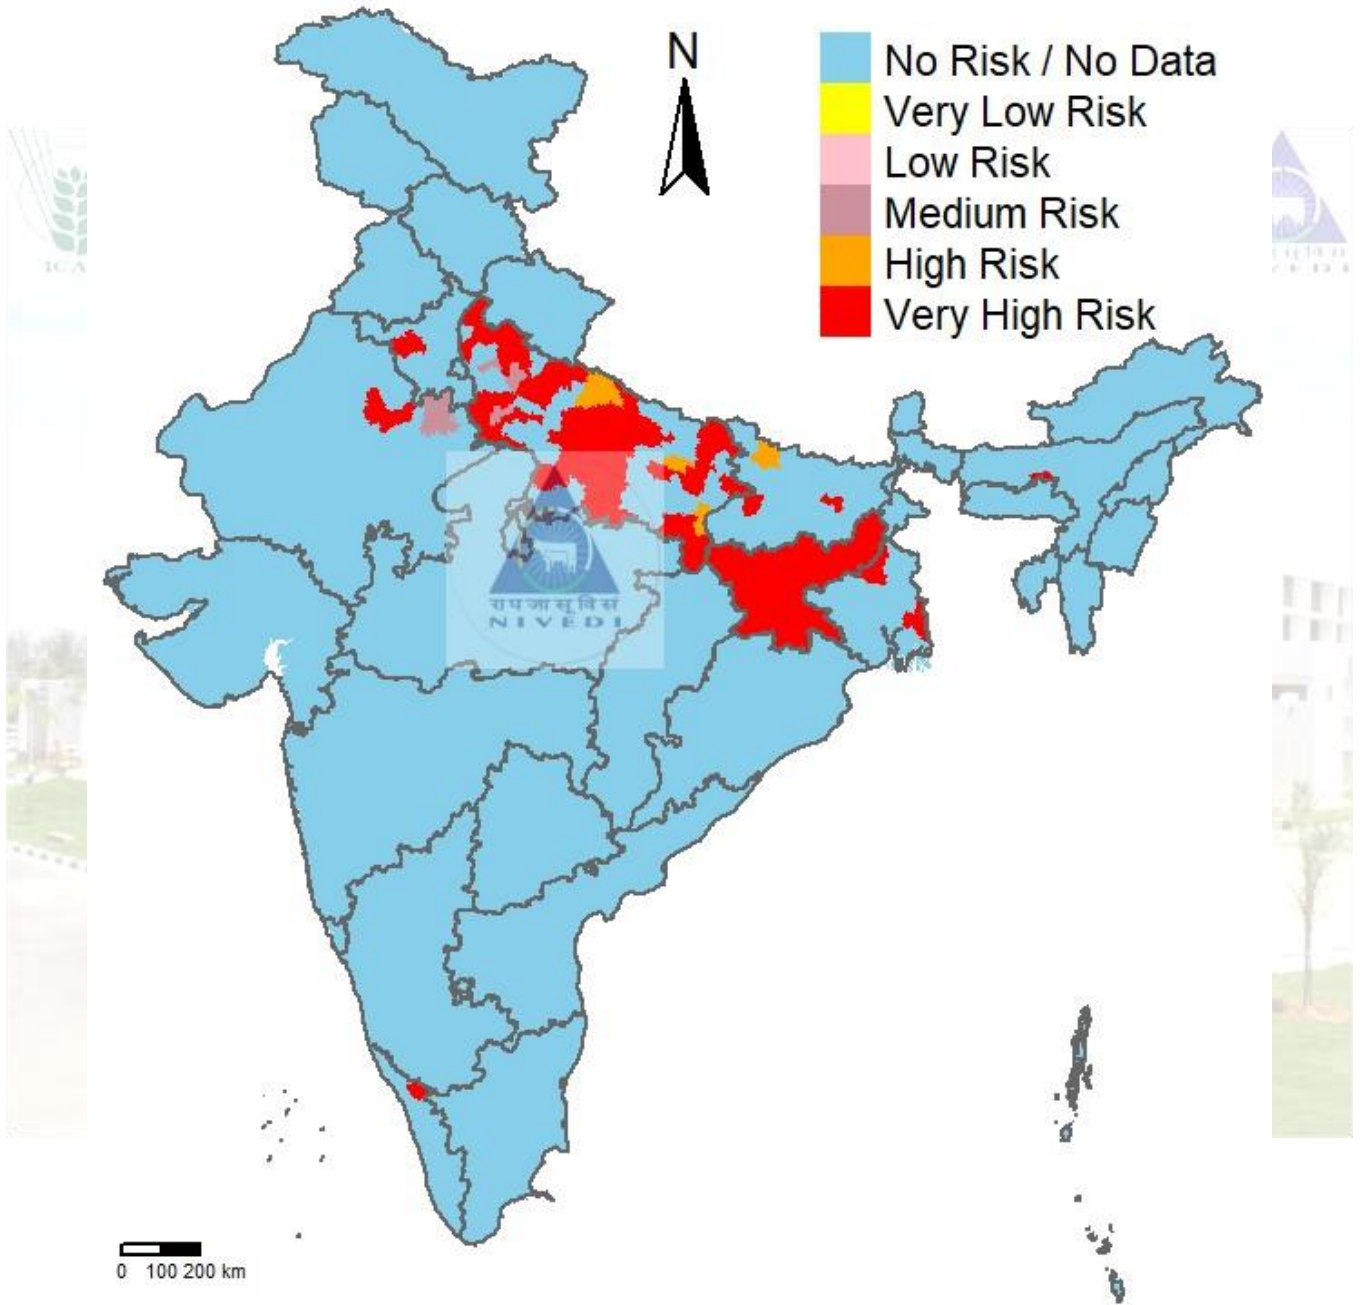 N
No Risk / No Data
Very Low Risk
Low Risk
Medium Risk
High Risk
Very High Risk
ICA
राप जा सू वि सं
NIVEDI
0 100 200 km